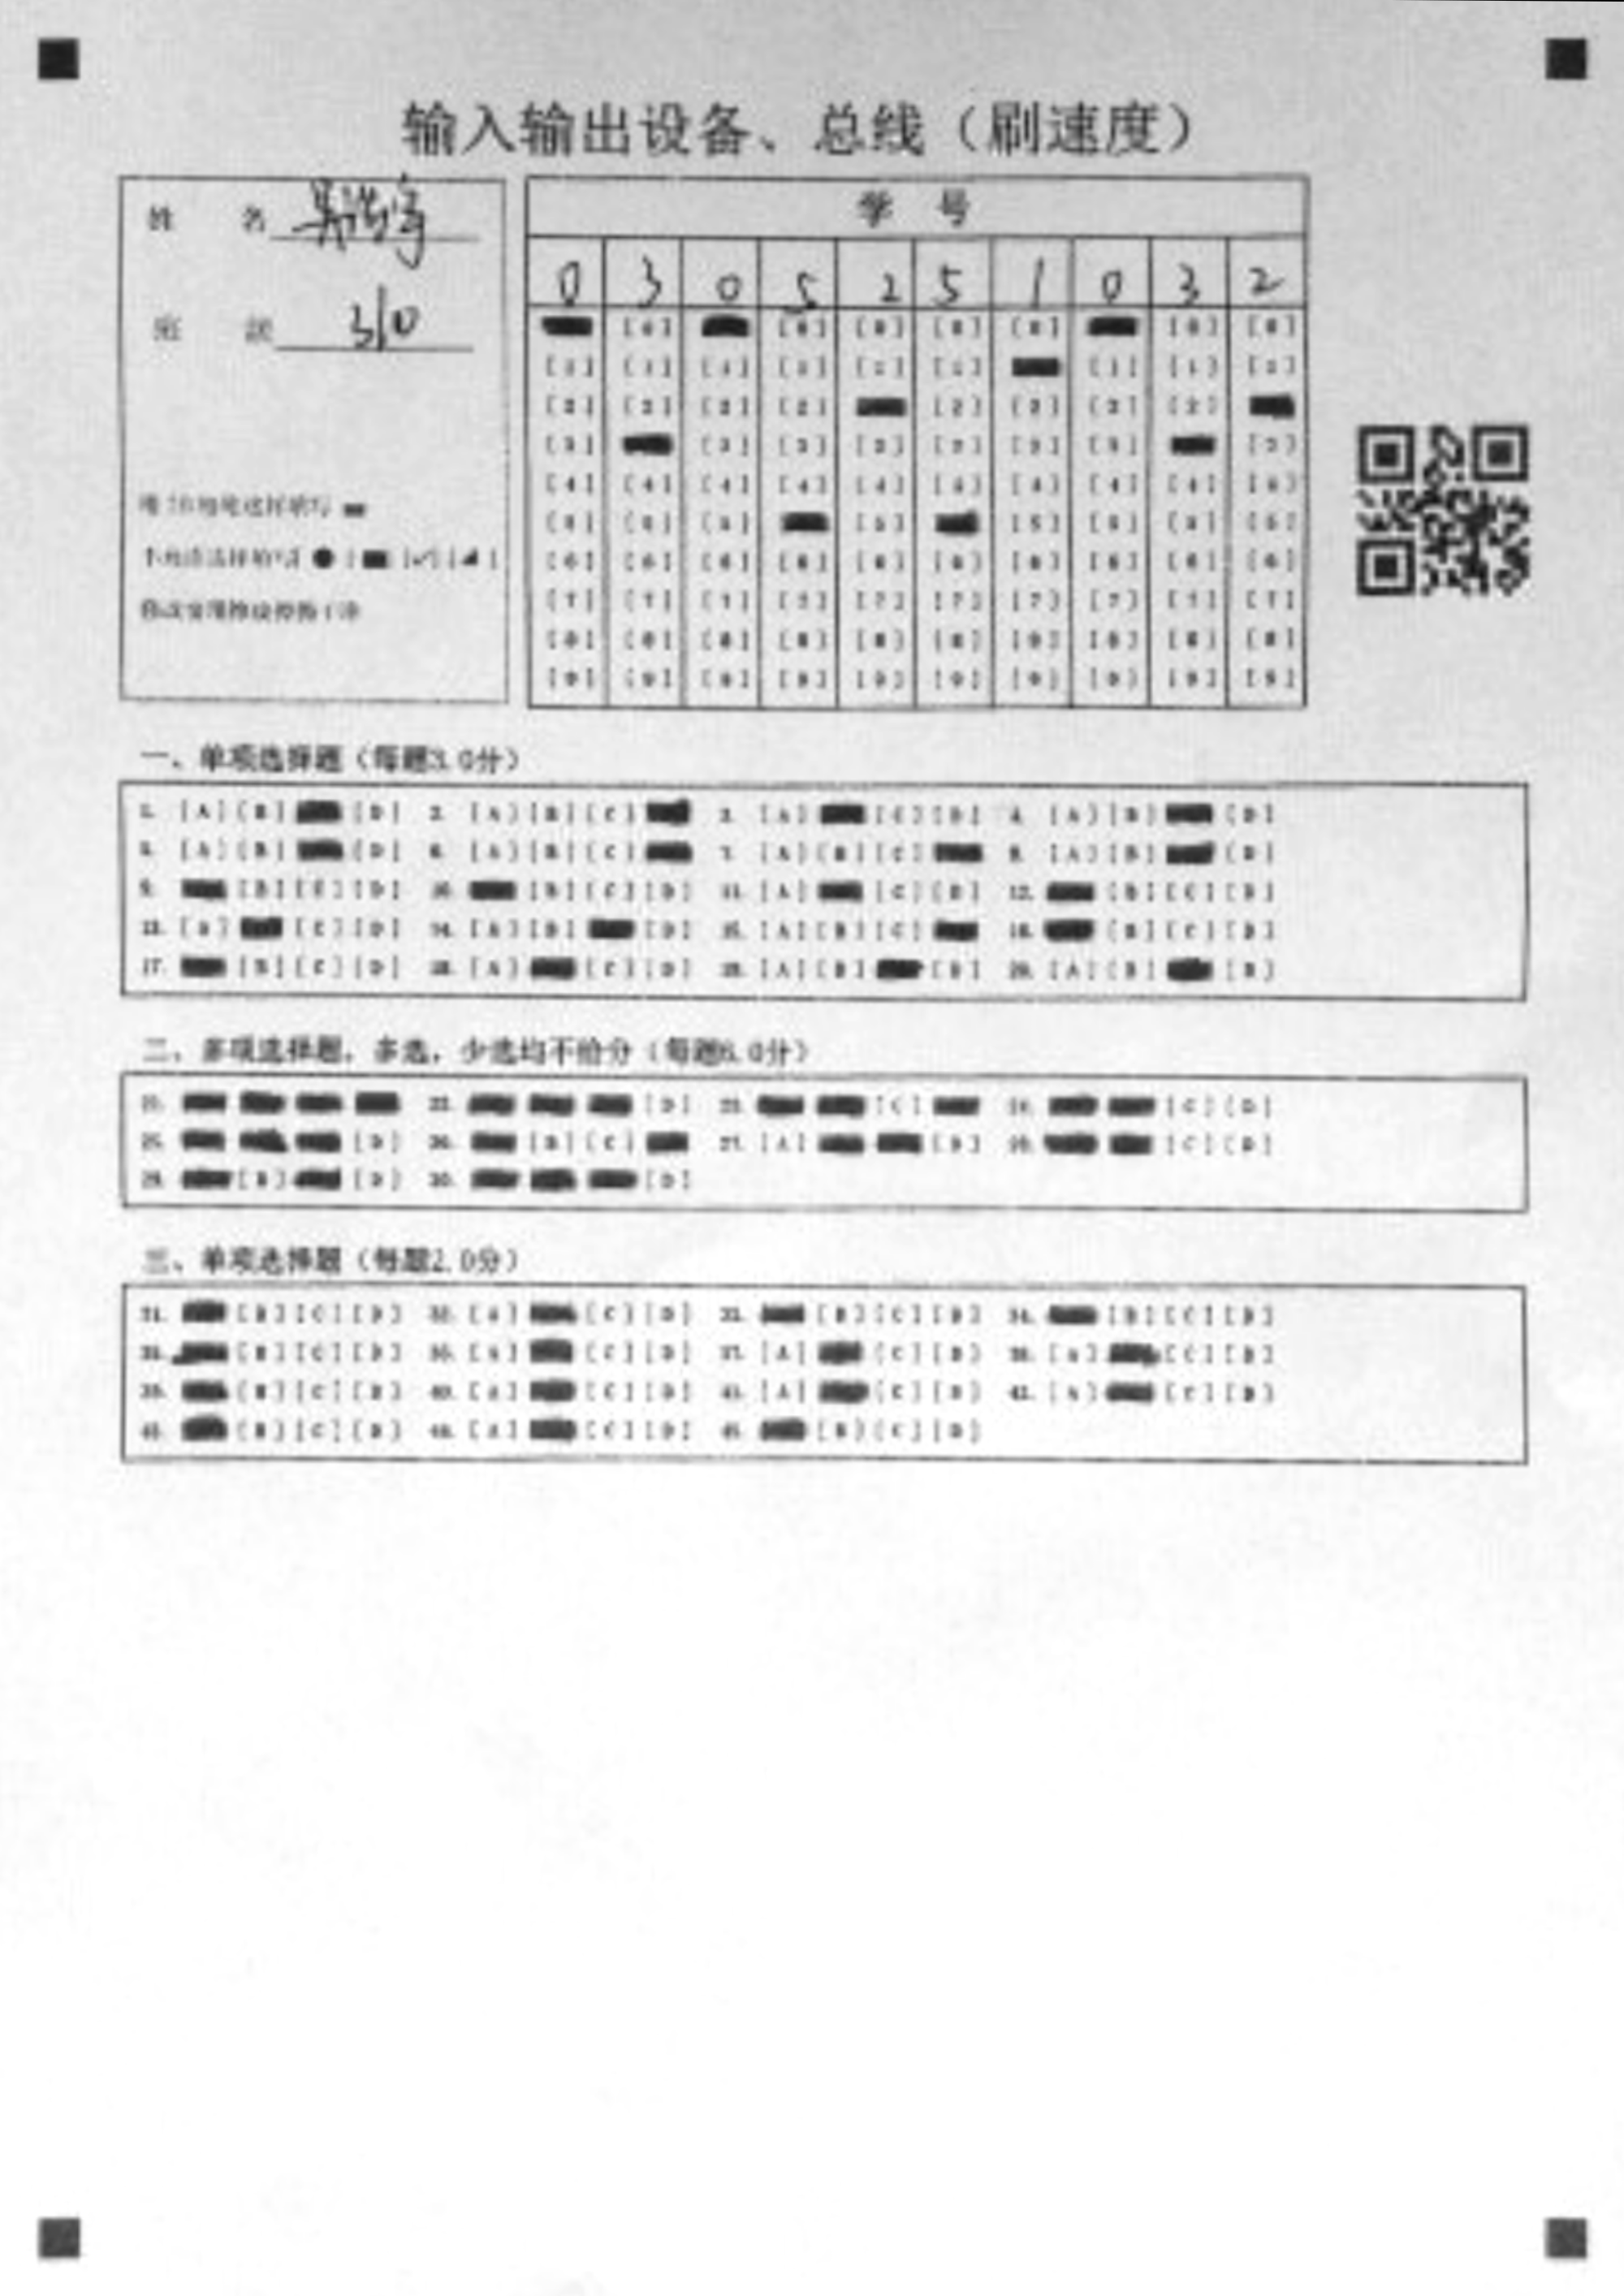 输入输出设备、总线（刷速度）
姓 名
班 级 310
学 号
0 3 0 5 2 5 1 0 3 2
[0] [0] [0] [0] [0] [0] [0]
[1] [1] [1] [1] [1] [1] [1] [1] [1]
[2] [2] [2] [2] [2] [2] [2] [2]
[3] [3] [3] [3] [3] [3] [3] [3]
[4] [4] [4] [4] [4] [4] [4] [4] [4] [4]
[5] [5] [5] [5] [5] [5] [5] [5]
[6] [6] [6] [6] [6] [6] [6] [6] [6] [6]
[7] [7] [7] [7] [7] [7] [7] [7] [7] [7]
[8] [8] [8] [8] [8] [8] [8] [8] [8] [8]
[9] [9] [9] [9] [9] [9] [9] [9] [9] [9]
一、单项选择题（每题3.0分）
1. [A] [B] [D] 2. [A] [B] [C] 3. [A] [C] [D] 4. [A] [B] [D]
5. [A] [B] [D] 6. [A] [B] [C] 7. [A] [B] [C] 8. [A] [B] [D]
9. [B] [C] [D] 10. [B] [C] [D] 11. [A] [C] [D] 12. [B] [C] [D]
13. [A] [C] [D] 14. [A] [B] [D] 15. [A] [B] [C] 16. [B] [C] [D]
17. [B] [C] [D] 18. [A] [C] [D] 19. [A] [B] [D] 20. [A] [B] [D]
二、多项选择题，多选，少选均不给分（每题6.0分）
21. 22. [D] 23. [C] 24. [C] [D]
25. [D] 26. [B] [C] 27. [A] [D] 28. [C] [D]
29. [B] [D] 30. [D]
三、单项选择题（每题2.0分）
31. [B] [C] [D] 32. [A] [C] [D] 33. [B] [C] [D] 34. [B] [C] [D]
35. [B] [C] [D] 36. [A] [C] [D] 37. [A] [C] [D] 38. [A] [C] [D]
39. [B] [C] [D] 40. [A] [C] [D] 41. [A] [C] [D] 42. [A] [C] [D]
43. [B] [C] [D] 44. [A] [C] [D] 45. [B] [C] [D]